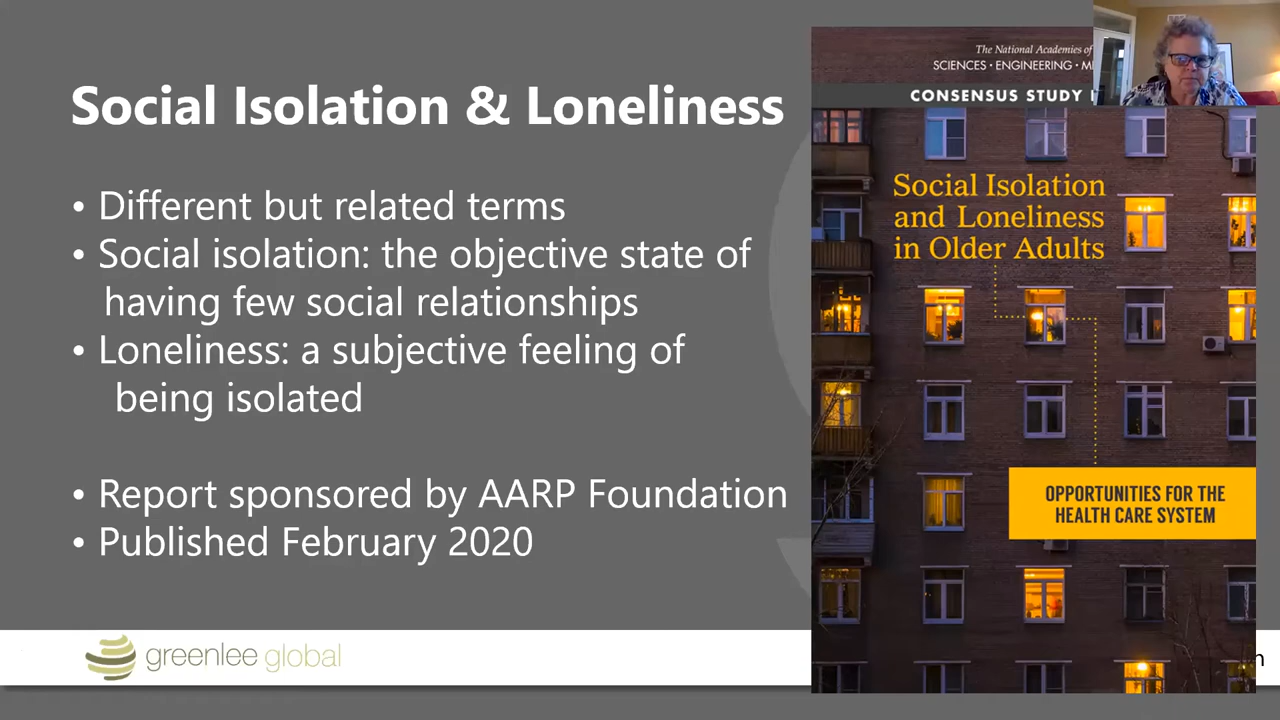 Social Isolation & Loneliness
• Different but related terms
• Social isolation: the objective state of
having few social relationships
• Loneliness: a subjective feeling of
being isolated
• Report sponsored by AARP Foundation
• Published February 2020
greenlee global
The National Academies of
SCIENCES · ENGINEERING ·
CONSENSUS STUDY
Social Isolation
and Loneliness
in Older Adults
OPPORTUNITIES FOR THE
HEALTH CARE SYSTEM